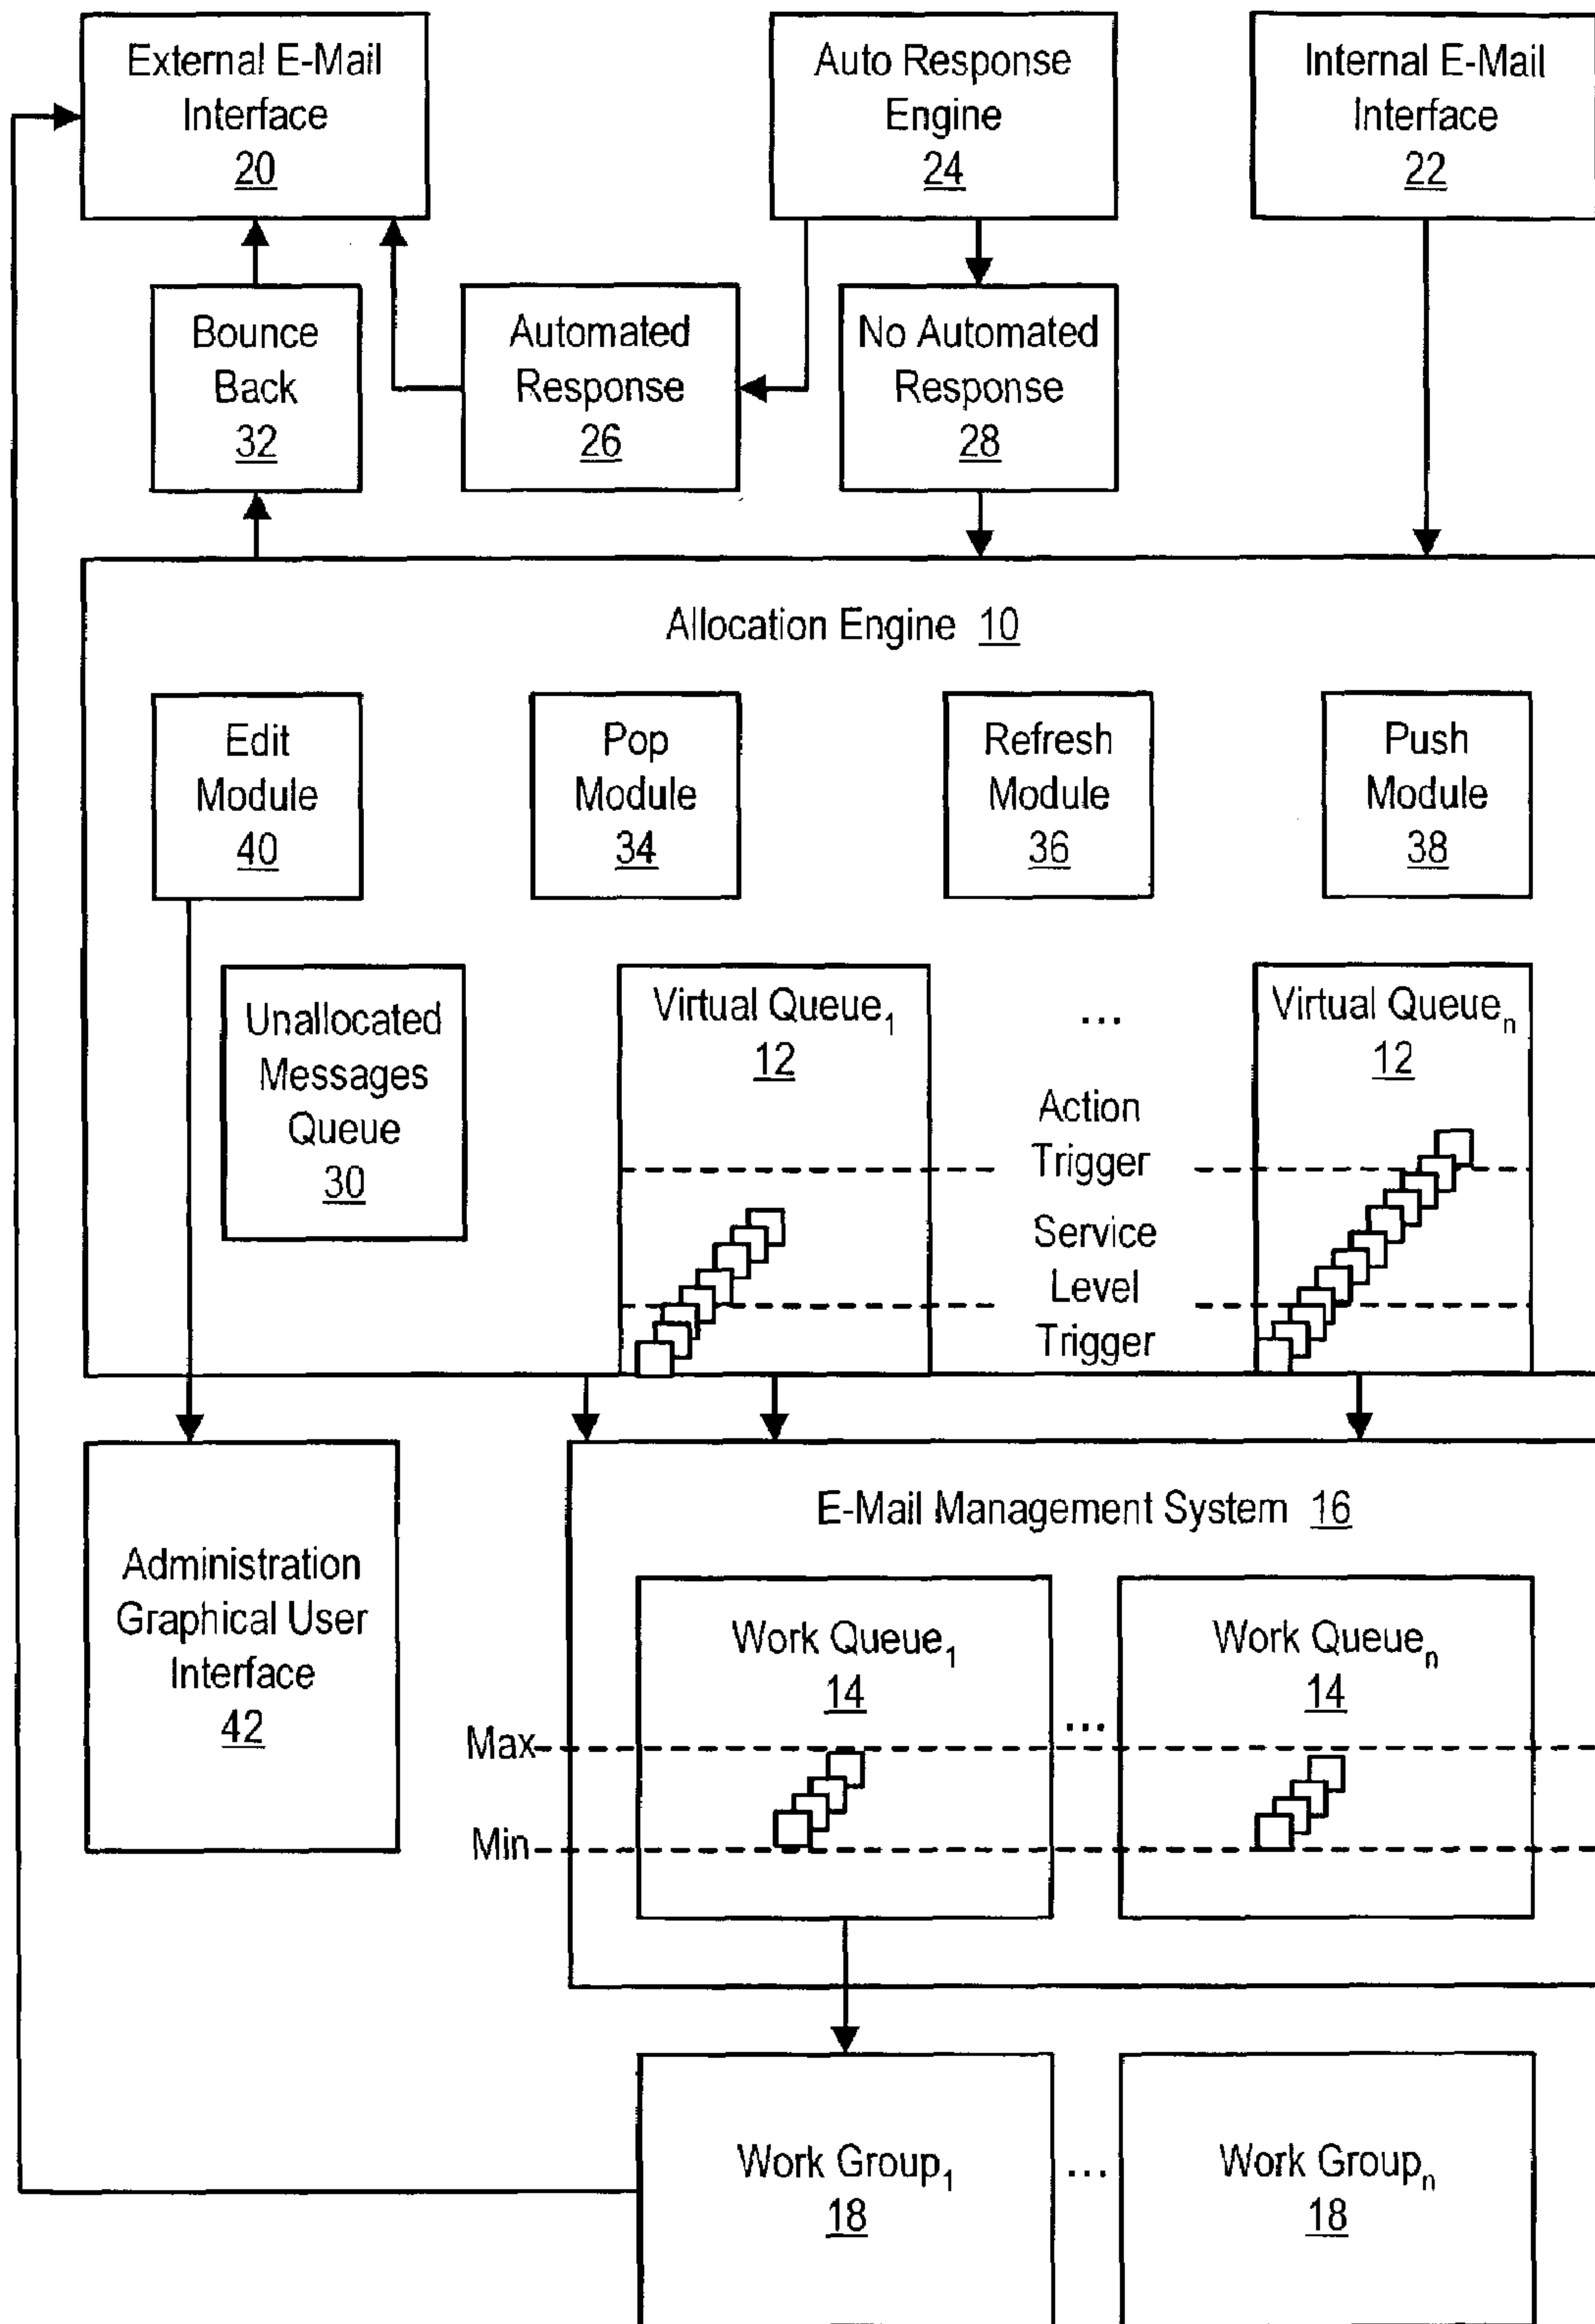 External E-Mail
Interface
20
Auto Response
Engine
24
Internal E-Mail
Interface
22
Bounce
Back
32
Automated
Response
26
No Automated
Response
28
Allocation Engine 10
Edit
Module
40
Pop
Module
34
Refresh
Module
36
Push
Module
38
Unallocated
Messages
Queue
30
Virtual Queue1
12
...
Virtual Queuen
12
Action
Trigger
Service
Level
Trigger
Administration
Graphical User
Interface
42
E-Mail Management System 16
Work Queue1
14
...
Work Queuen
14
Max
Min
Work Group1
18
...
Work Groupn
18